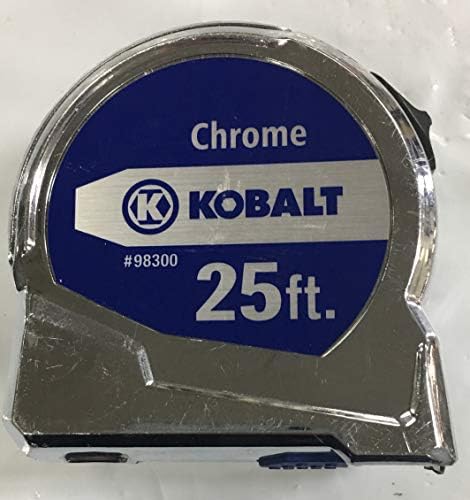 Chrome
K KOBALT
#98300
25ft.